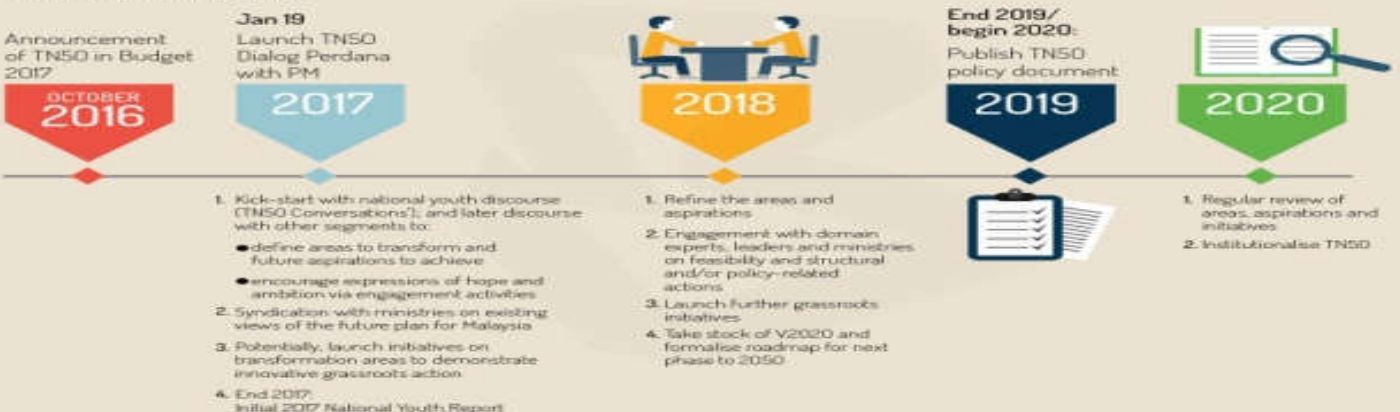 Announcement
of TN50 in Budget
2017
OCTOBER
2016
Jan 19
Launch TN50
Dialog Perdana
with PM
2017
1. Kick-start with national youth discourse
('TN50 Conversations'); and later discourse
with other segments to:
● define areas to transform and
future aspirations to achieve
● encourage expressions of hope and
ambition via engagement activities
2. Syndication with ministries on existing
views of the future plan for Malaysia
3. Potentially, launch initiatives on
transformation areas to demonstrate
innovative grassroots action
4. End 2017:
Initial 2017 National Youth Report
2018
1. Refine the areas and
aspirations
2. Engagement with domain
experts, leaders and ministries
on feasibility and structural
and/or policy-related
actions
3. Launch further grassroots
initiatives
4. Take stock of V2020 and
formalise roadmap for next
phase to 2050
End 2019/
begin 2020:
Publish TN50
policy document
2019
2020
1. Regular review of
areas, aspirations and
initiatives
2. Institutionalise TN50